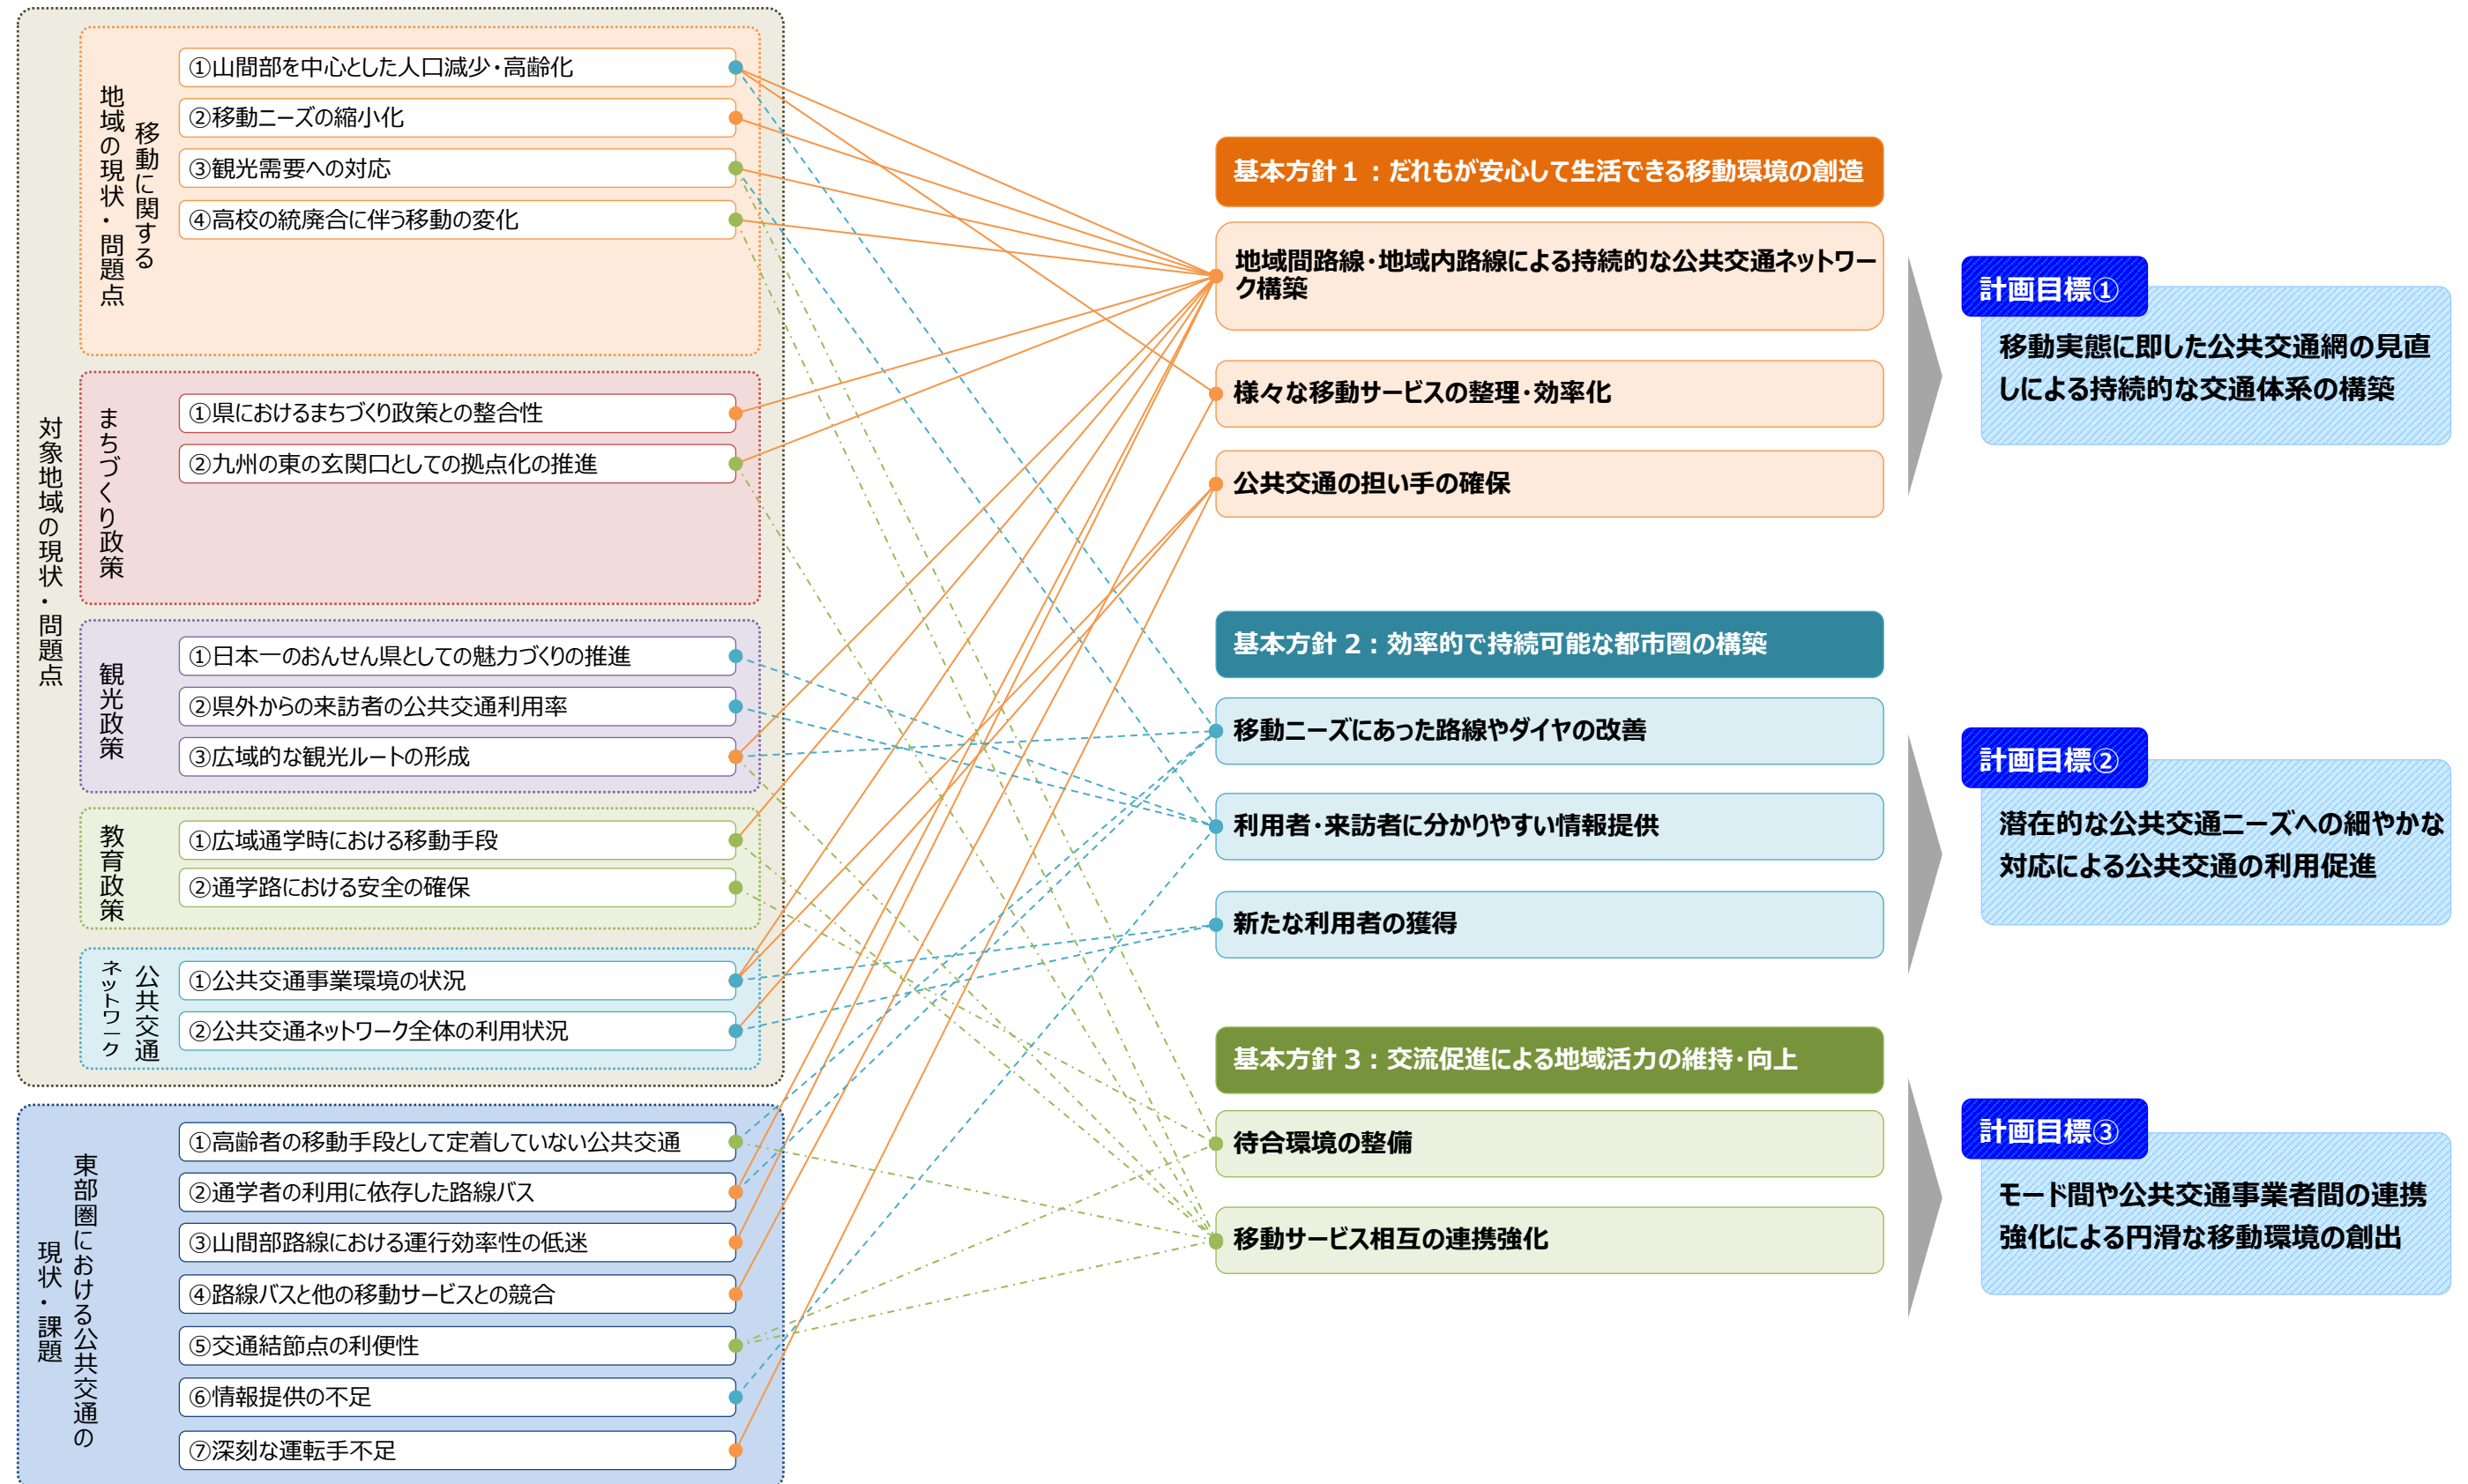 対象地域の現状・問題点
移動に関する
地域の現状・問題点
①山間部を中心とした人口減少・高齢化
②移動ニーズの縮小化
③観光需要への対応
④高校の統廃合に伴う移動の変化
まちづくり政策
①県におけるまちづくり政策との整合性
②九州の東の玄関口としての拠点化の推進
観光政策
①日本一のおんせん県としての魅力づくりの推進
②県外からの来訪者の公共交通利用率
③広域的な観光ルートの形成
教育政策
①広域通学時における移動手段
②通学路における安全の確保
公共交通
ネットワーク
①公共交通事業環境の状況
②公共交通ネットワーク全体の利用状況
東部圏における公共交通の
現状・課題
①高齢者の移動手段として定着していない公共交通
②通学者の利用に依存した路線バス
③山間部路線における運行効率性の低迷
④路線バスと他の移動サービスとの競合
⑤交通結節点の利便性
⑥情報提供の不足
⑦深刻な運転手不足
基本方針1：だれもが安心して生活できる移動環境の創造
地域間路線・地域内路線による持続的な公共交通ネットワー
ク構築
様々な移動サービスの整理・効率化
公共交通の担い手の確保
基本方針2：効率的で持続可能な都市圏の構築
移動ニーズにあった路線やダイヤの改善
利用者・来訪者に分かりやすい情報提供
新たな利用者の獲得
基本方針3：交流促進による地域活力の維持・向上
待合環境の整備
移動サービス相互の連携強化
計画目標①
移動実態に即した公共交通網の見直
しによる持続的な交通体系の構築
計画目標②
潜在的な公共交通ニーズへの細やかな
対応による公共交通の利用促進
計画目標③
モード間や公共交通事業者間の連携
強化による円滑な移動環境の創出